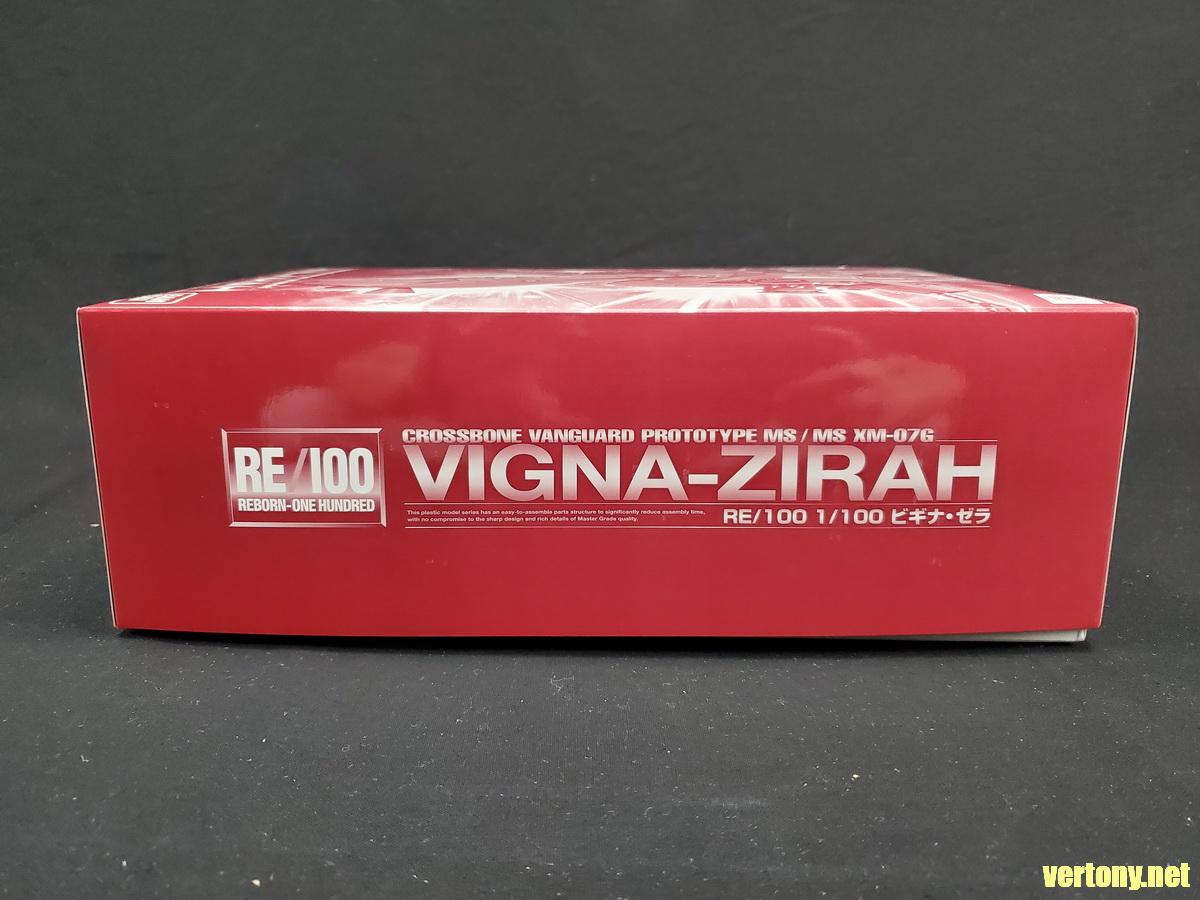 RE/100
REBORN-ONE HUNDRED
CROSSBONE VANGUARD PROTOTYPE MS / MS XM-07G
VIGNA-ZIRAH
This plastic model series has an easy-to-assemble parts structure to significantly reduce assembly time,
with no compromise to the sharp design and rich details of Master Grade quality.
RE/100 1/100 ビギナ・ゼラ
vertony.net